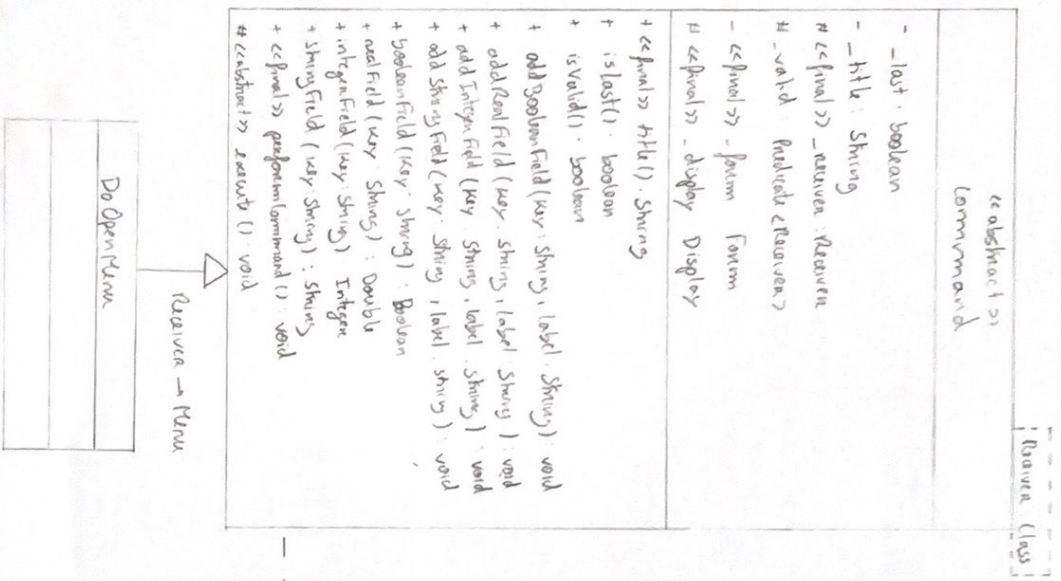 Receiver Class
<<abstract>>
Command
- _last : boolean
- _title : String
# <<final>> _receiver : Receiver
# _valid : Predicate <Receiver>
- <<final>> _form Form
# <<final>> _display Display
+ <<final>> title() : String
+ isLast() : boolean
+ isValid() : boolean
+ addBooleanField (key : String, label : String) : void
+ addRealField (key : String, label : String) : void
+ addIntegerField (key : String, label : String) : void
+ addStringField (key : String, label : String) : void
+ booleanField (key : String) : Boolean
+ realField (key : String) : Double
+ integerField (key : String) : Integer
+ stringField (key : String) : String
+ <<final>> performCommand() : void
# <<abstract>> execute() : void
Receiver → Menu
DoOpenMenu